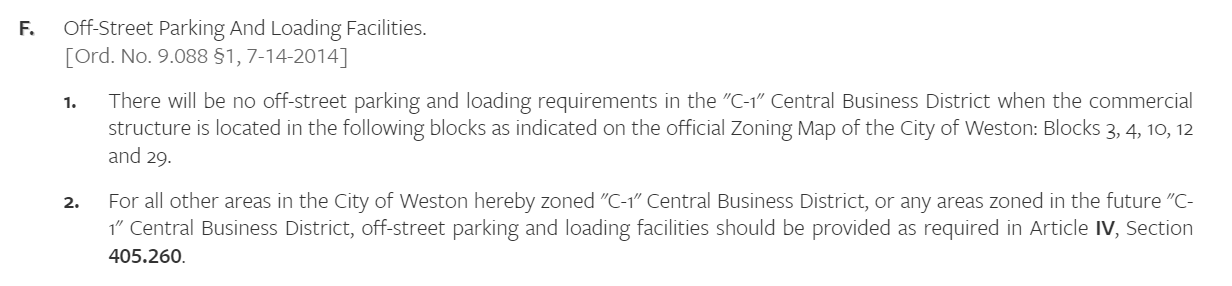 F. Off-Street Parking And Loading Facilities.
[Ord. No. 9.088 §1, 7-14-2014]
1. There will be no off-street parking and loading requirements in the "C-1" Central Business District when the commercial
structure is located in the following blocks as indicated on the official Zoning Map of the City of Weston: Blocks 3, 4, 10, 12
and 29.
2. For all other areas in the City of Weston hereby zoned "C-1" Central Business District, or any areas zoned in the future "C-
1" Central Business District, off-street parking and loading facilities should be provided as required in Article IV, Section
405.260.